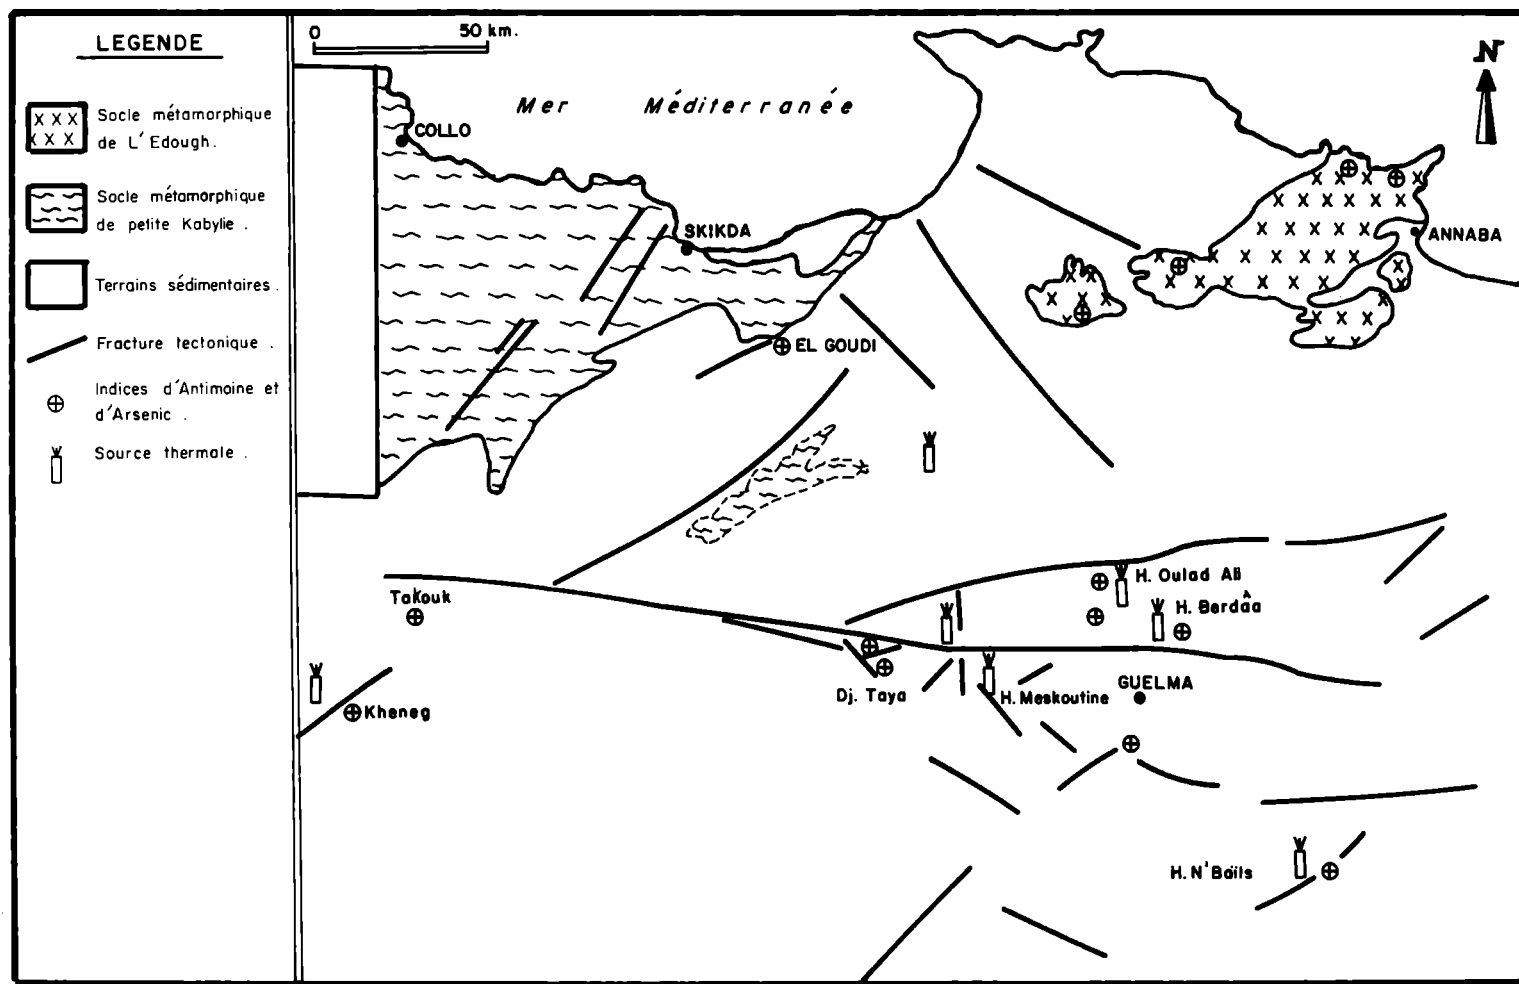 LEGENDE
Socle métamorphique
de L'Edough.
Socle métamorphique
de petite Kabylie .
Terrains sédimentaires .
Fracture tectonique .
Indices d'Antimoine et
d'Arsenic .
Source thermale .
0 50 km.
N
Mer Méditerranée
COLLO
SKIKDA
ANNABA
EL GOUDI
H. Oulad Ali
Takouk
H. Berdàa
Dj. Taya
H. Meskoutine
GUELMA
Kheneg
H. N'Baïls